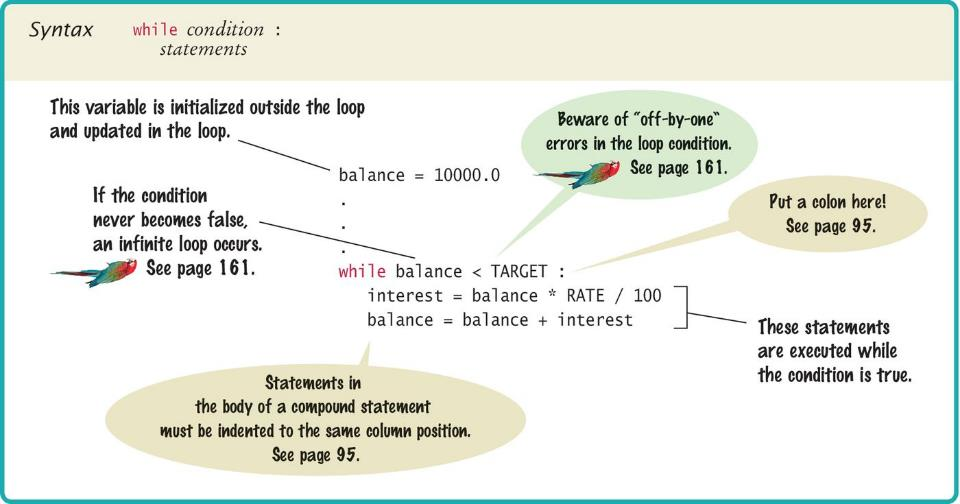 Syntax
while condition :
statements
This variable is initialized outside the loop
and updated in the loop.
Beware of "off-by-one"
errors in the loop condition.
See page 161.
balance = 10000.0
.
.
.
If the condition
never becomes false,
an infinite loop occurs.
See page 161.
Put a colon here!
See page 95.
while balance < TARGET :
interest = balance * RATE / 100
balance = balance + interest
These statements
are executed while
the condition is true.
Statements in
the body of a compound statement
must be indented to the same column position.
See page 95.